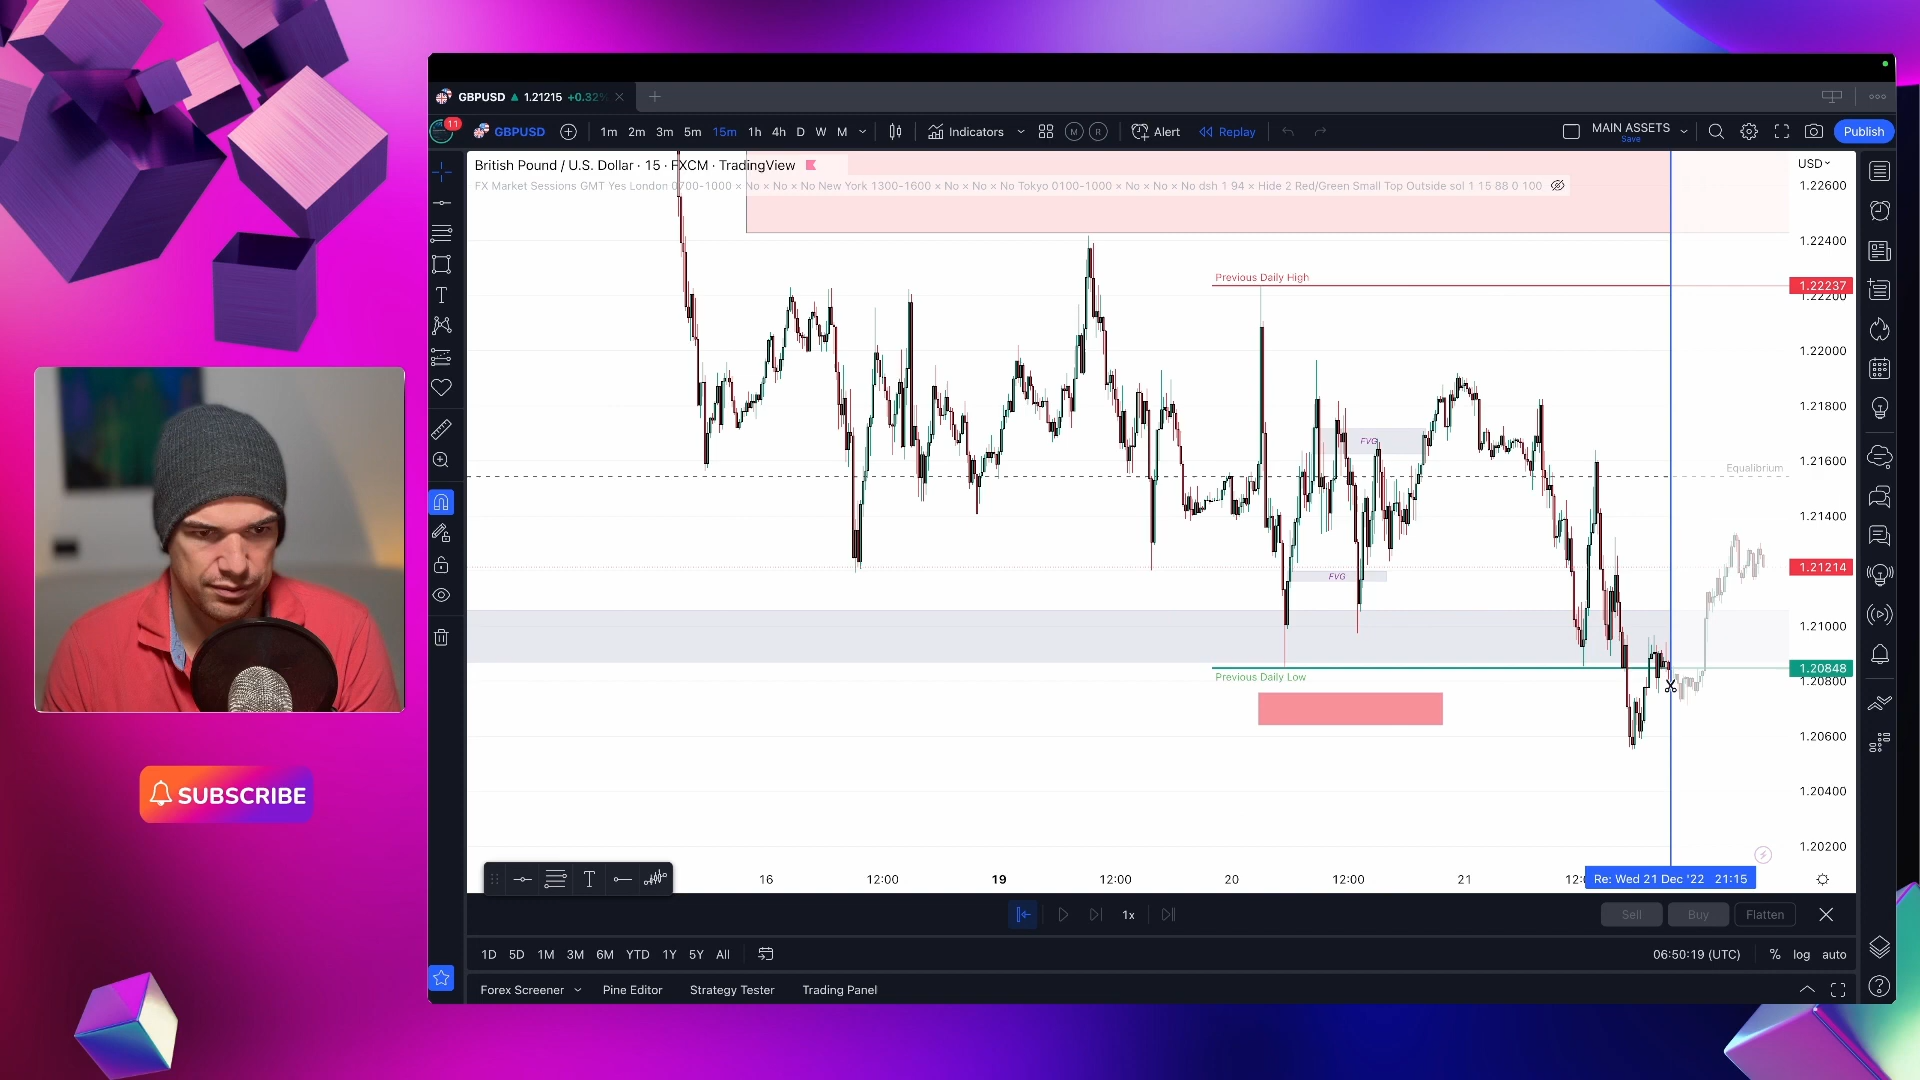 GBPUSD 1.21215 +0.32%
11
GBPUSD 1m 2m 3m 5m 15m 1h 4h D W M Indicators M R Alert Replay MAIN ASSETS Save Publish
British Pound / U.S. Dollar · 15 · FXCM · TradingView
USD
FX Market Sessions GMT Yes London 0700-1000 × No × No × No New York 1300-1600 × No × No × No Tokyo 0100-1000 × No × No × No dsh 1 94 × Hide 2 Red/Green Small Top Outside sol 1 15 88 0 100
1.22600
1.22400
Previous Daily High
1.22237
1.22200
1.22000
1.21800
FVG
1.21600
Equalibrium
1.21400
1.21214
FVG
1.21000
1.20848
Previous Daily Low
1.20800
1.20600
1.20400
1.20200
SUBSCRIBE
T
16 12:00 19 12:00 20 12:00 21 12:0
Re: Wed 21 Dec '22 21:15
1x
Sell Buy Flatten
1D 5D 1M 3M 6M YTD 1Y 5Y All
06:50:19 (UTC) % log auto
Forex Screener Pine Editor Strategy Tester Trading Panel